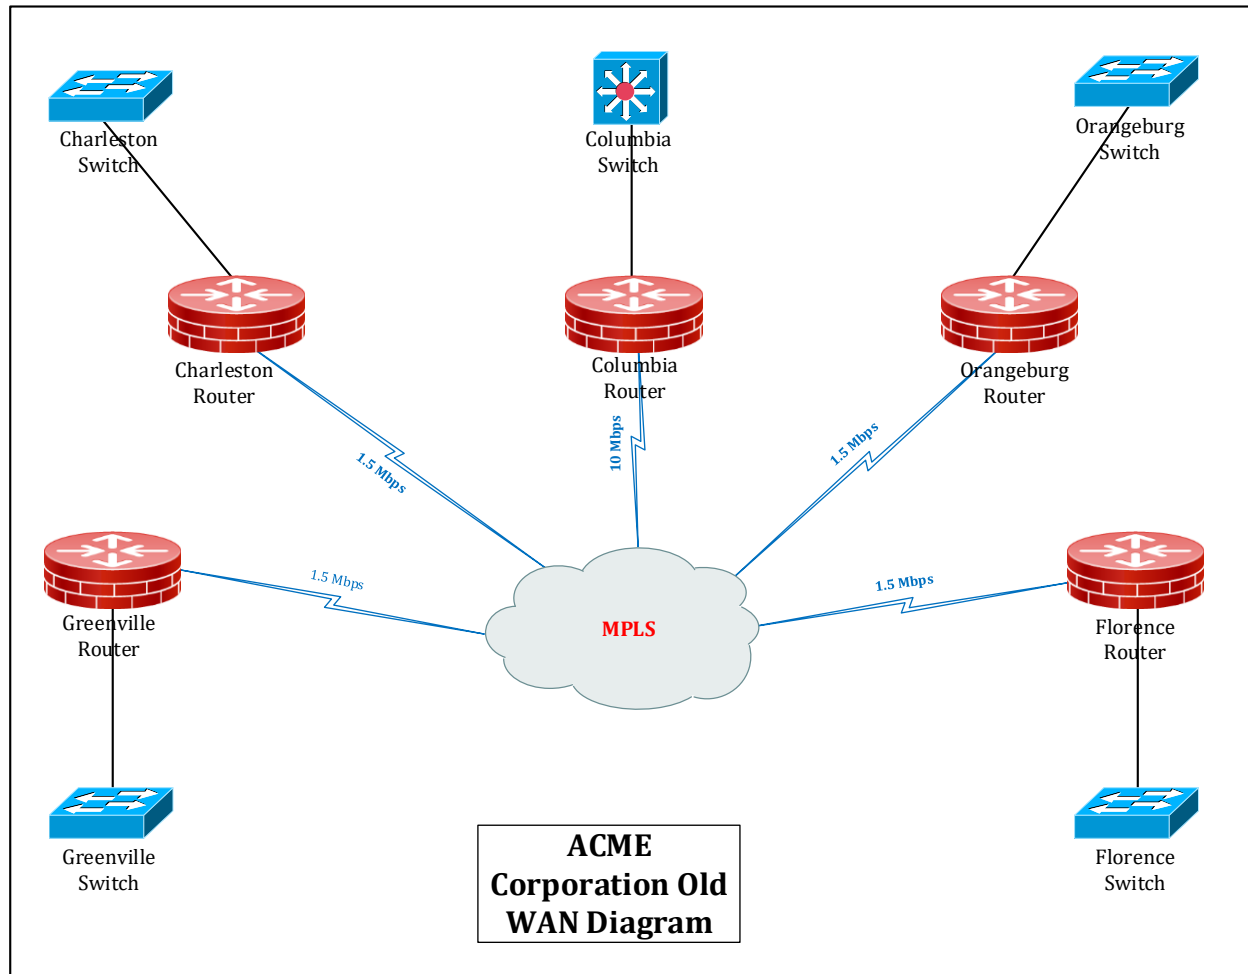 Charleston
Switch
Columbia
Switch
Orangeburg
Switch
Charleston
Router
Columbia
Router
Orangeburg
Router
1.5 Mbps
10 Mbps
1.5 Mbps
Greenville
Router
1.5 Mbps
MPLS
1.5 Mbps
Florence
Router
Greenville
Switch
ACME
Corporation Old
WAN Diagram
Florence
Switch